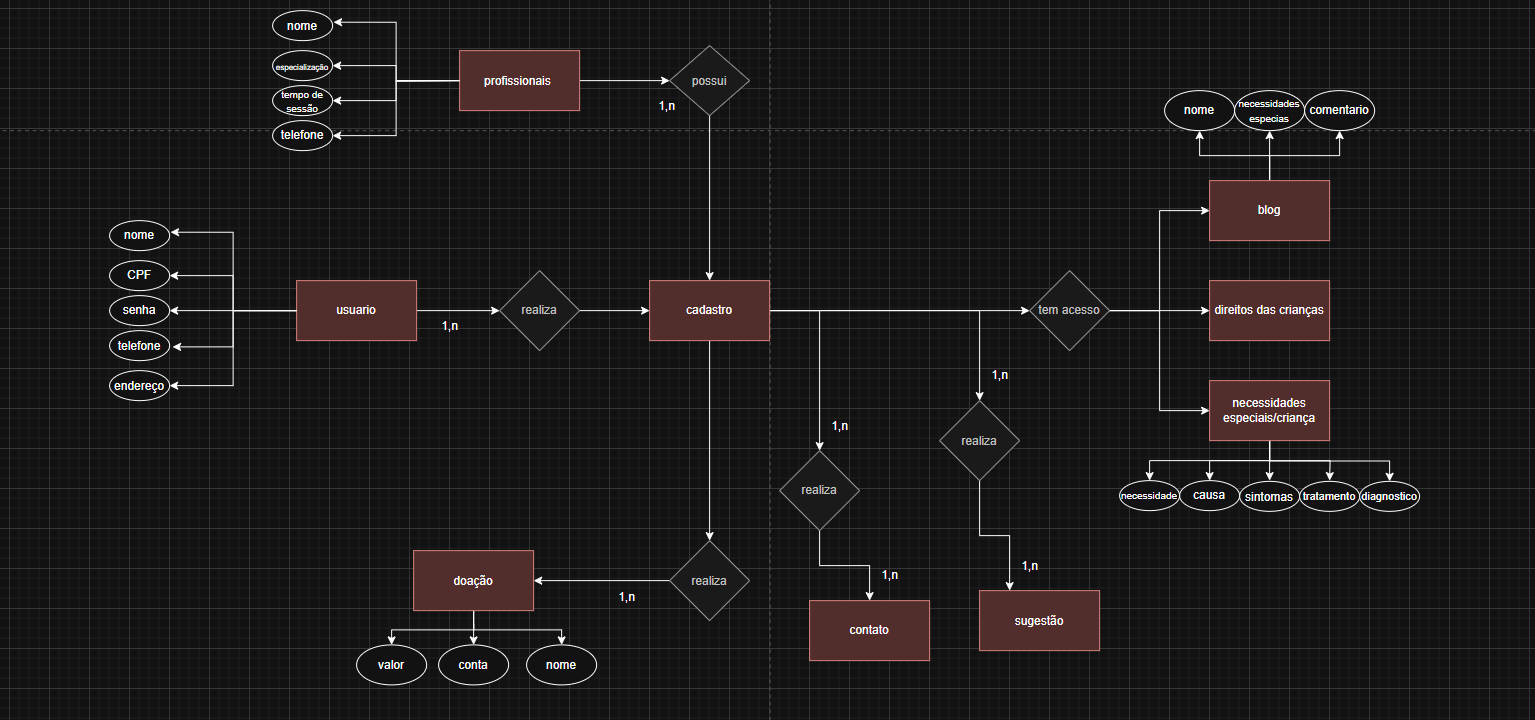 nome
especialização
tempo de
sessão
telefone
profissionais
possui
1,n
nome
necessidades
especias
comentario
blog
nome
CPF
senha
telefone
endereço
usuario
1,n
realiza
cadastro
tem acesso
direitos das crianças
1,n
1,n
realiza
realiza
necessidades
especiais/criança
necessidade
causa
sintomas
tratamento
diagnostico
doação
1,n
realiza
1,n
contato
1,n
sugestão
valor
conta
nome